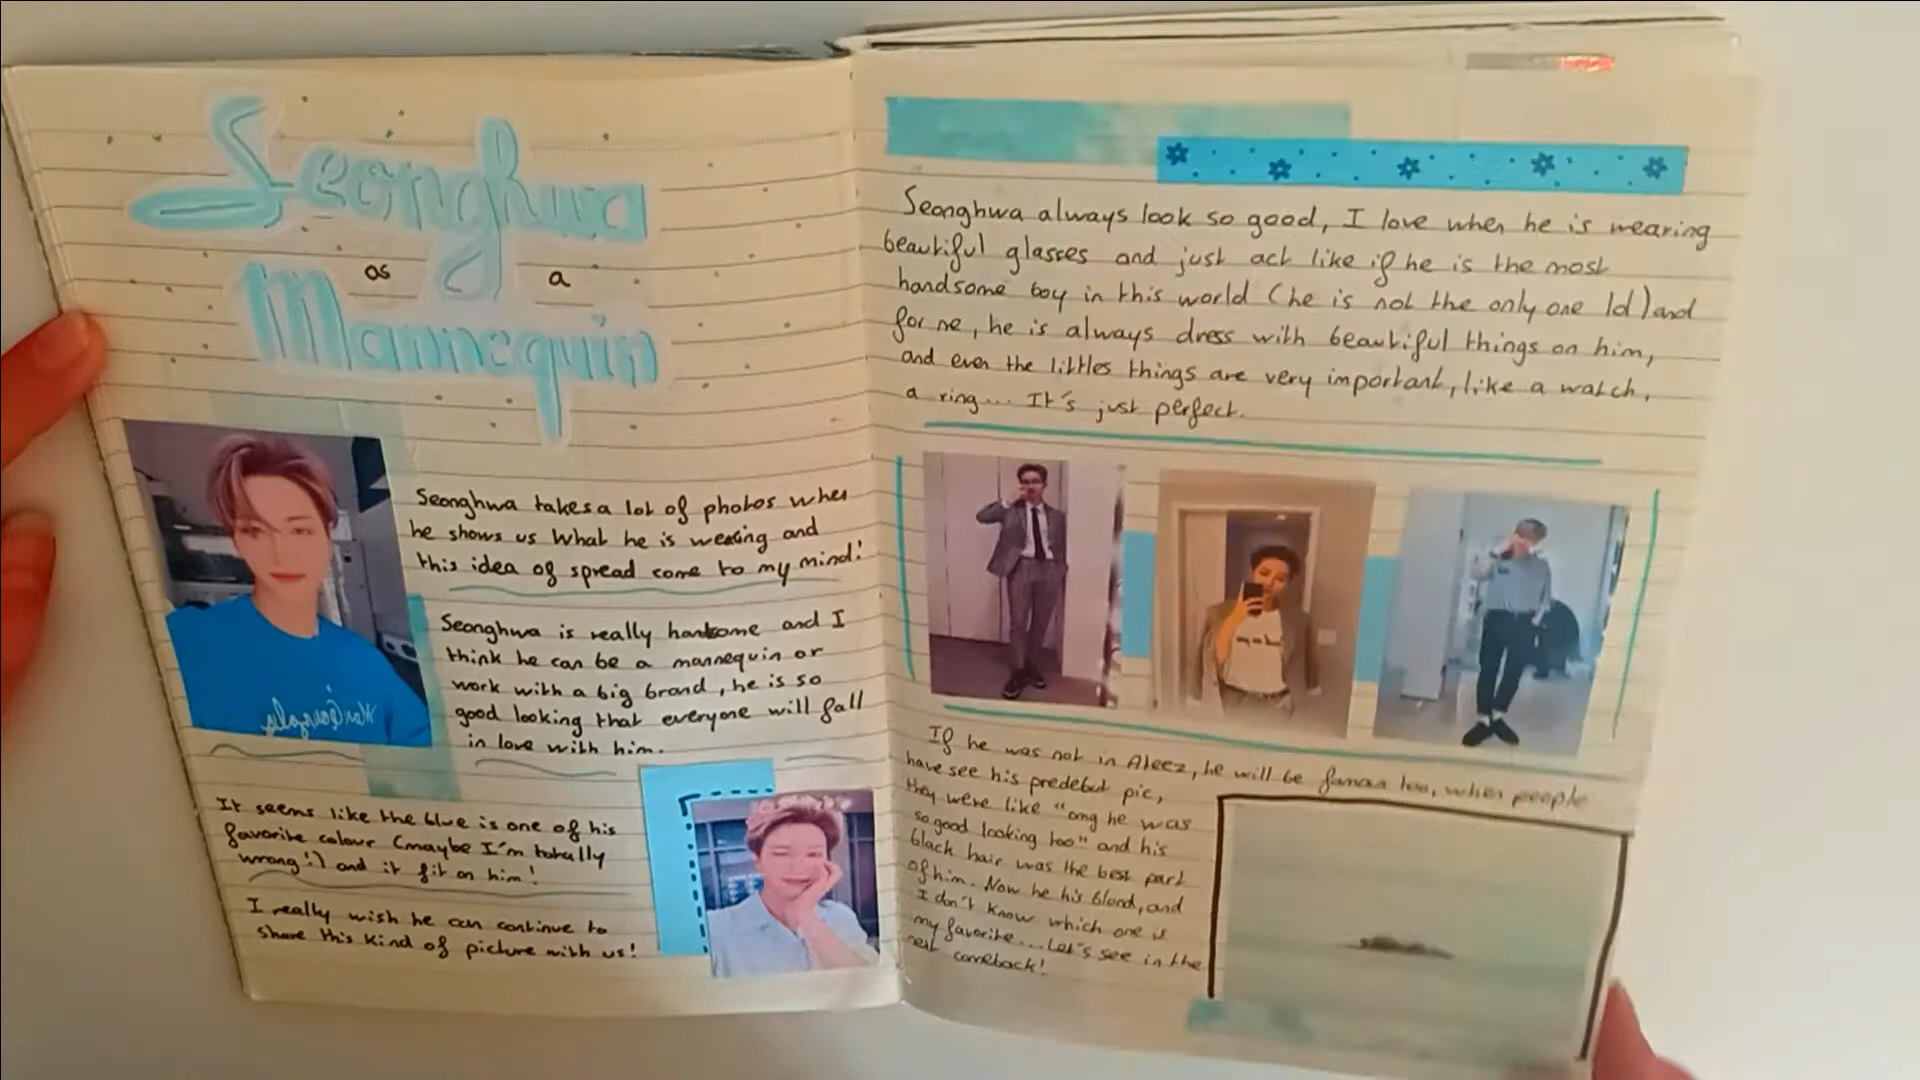 Seonghwa
as a
Mannequin
Seonghwa takes a lot of photos when
he shows us what he is wearing and
this idea of spread come to my mind!
Seonghwa is really handsome and I
think he can be a mannequin or
work with a big brand, he is so
good looking that everyone will fall
in love with him.
It seems like the blue is one of his
favorite colour (maybe I'm totally
wrong!) and it fit on him!
I really wish he can continue to
share this kind of picture with us!
Seonghwa always look so good, I love when he is wearing
beautiful glasses and just act like if he is the most
handsome boy in this world (he is not the only one lol) and
for me, he is always dress with beautiful things on him,
and even the littles things are very important, like a watch,
a ring... It's just perfect.
If he was not in Ateez, he will be famous too, when people
have see his predebut pic,
they were like "omg he was
so good looking too" and his
black hair was the best part
of him. Now he his blond, and
I don't know which one is
my favorite... Let's see in the
next comeback!